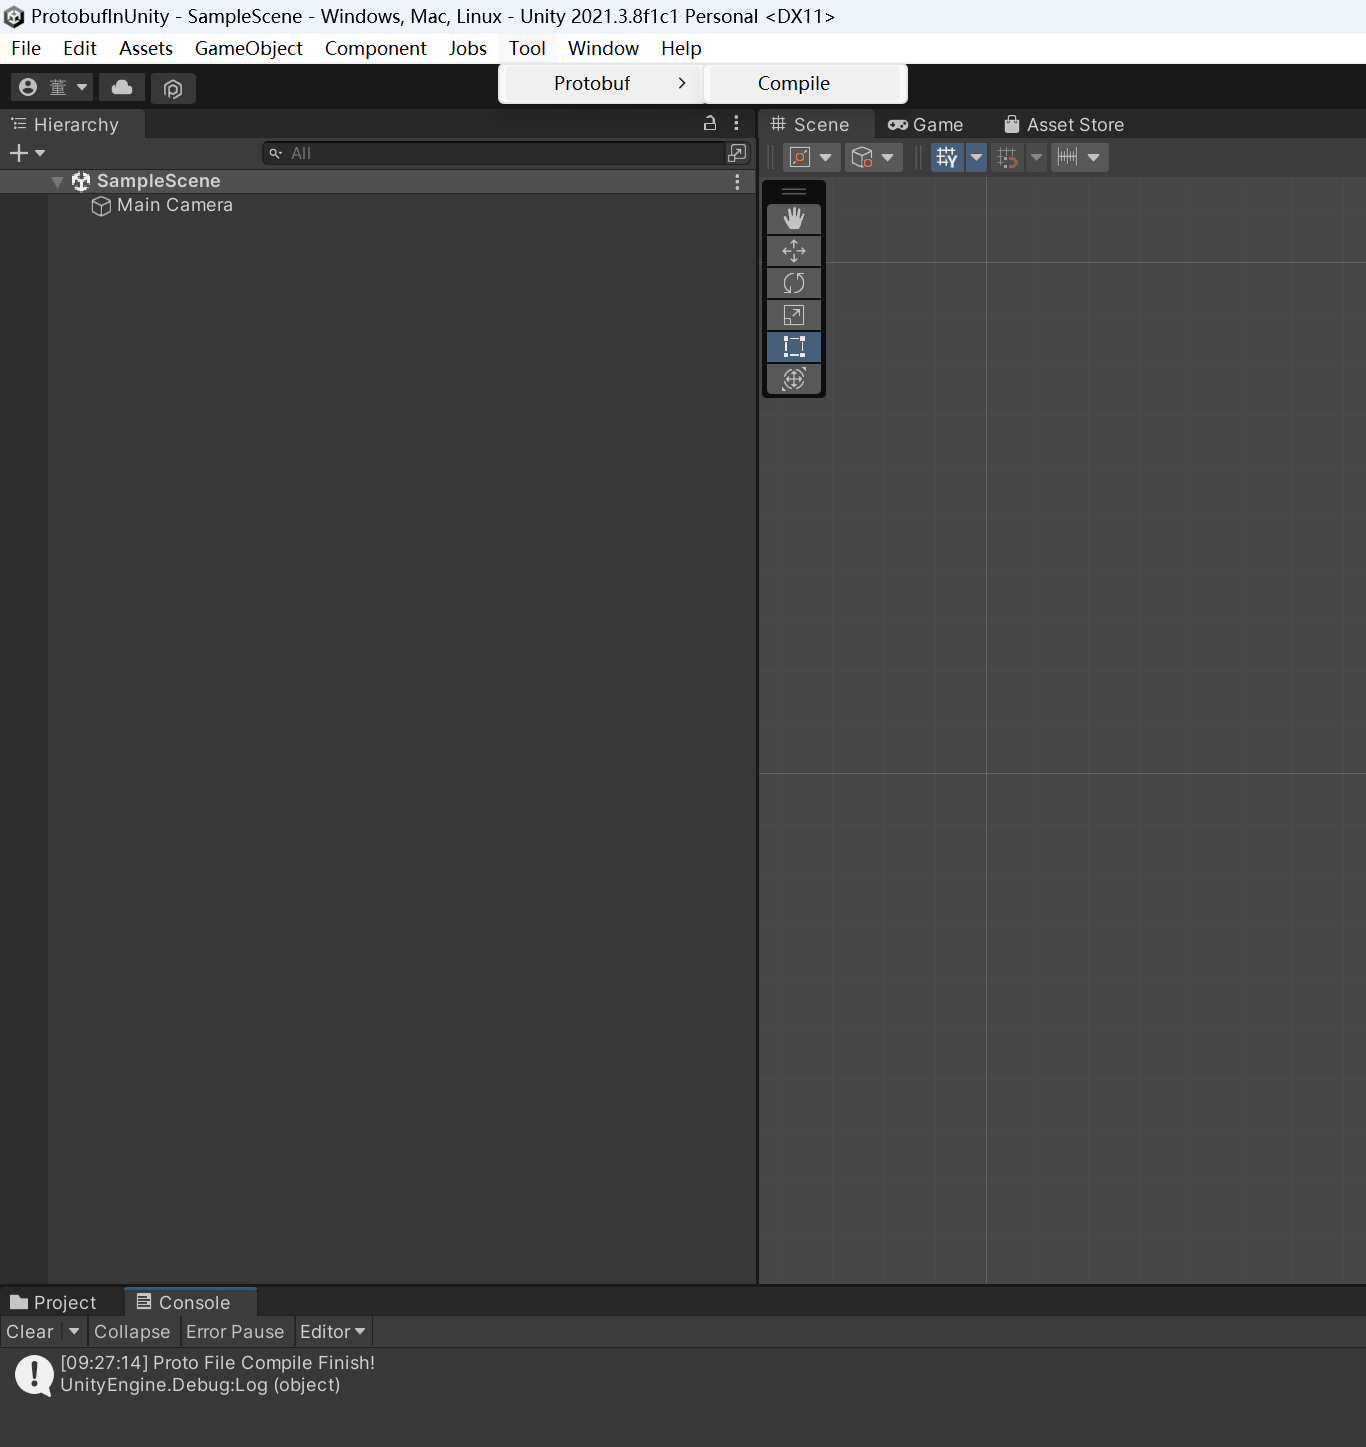 ProtobufInUnity - SampleScene - Windows, Mac, Linux - Unity 2021.3.8f1c1 Personal <DX11>
File Edit Assets GameObject Component Jobs Tool Window Help
Protobuf > Compile
董
Hierarchy
Scene Game Asset Store
All
SampleScene
Main Camera
Project Console
Clear Collapse Error Pause Editor
[09:27:14] Proto File Compile Finish!
UnityEngine.Debug:Log (object)